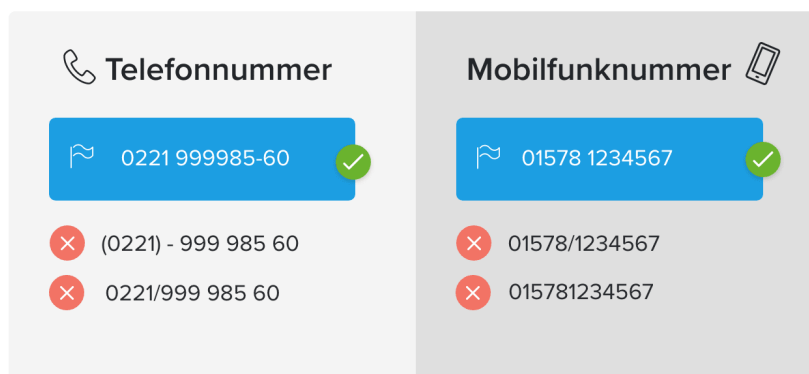 Telefonnummer
0221 999985-60
(0221) - 999 985 60
0221/999 985 60
Mobilfunknummer
01578 1234567
01578/1234567
015781234567